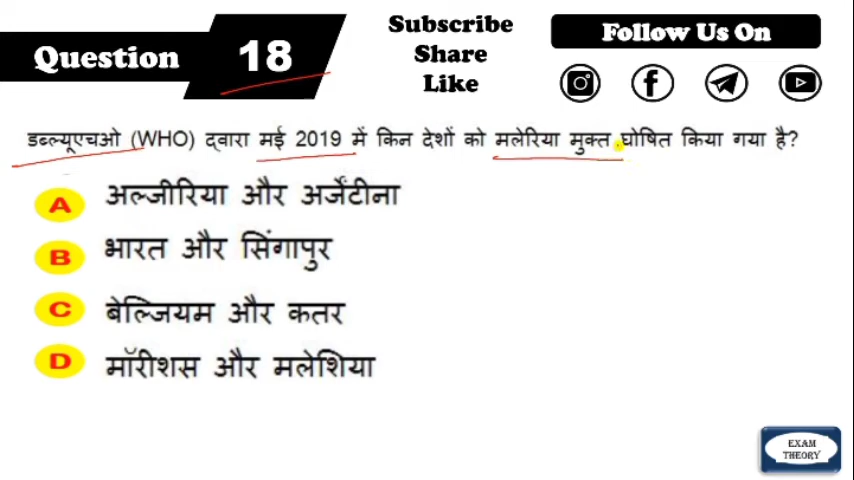 Question 18
Subscribe
Share
Like
Follow Us On
डब्ल्यूएचओ (WHO) द्वारा मई 2019 में किन देशों को मलेरिया मुक्त घोषित किया गया है?
A अल्जीरिया और अर्जेंटीना
B भारत और सिंगापुर
C बेल्जियम और कतर
D मॉरीशस और मलेशिया
EXAM
THEORY